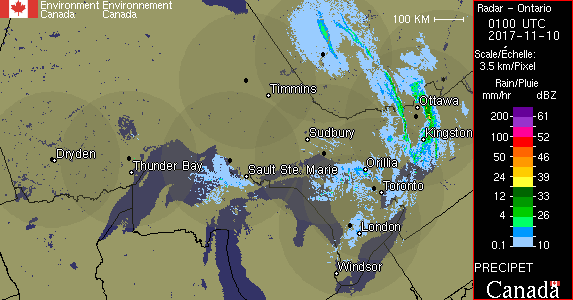 Environment Environnement
Canada Canada
100 KM
Radar - Ontario
0100 UTC
2017-11-10
Scale/Échelle:
3.5 km/Pixel
Rain/Pluie
mm/hr dBZ
200 61
100 52
50 46
24 39
12 33
4 26
0.1 10
Timmins
Ottawa
Sudbury
Kingston
Dryden
Thunder Bay
Sault Ste. Marie
Orillia
Toronto
London
Windsor
PRECIPET
Canada